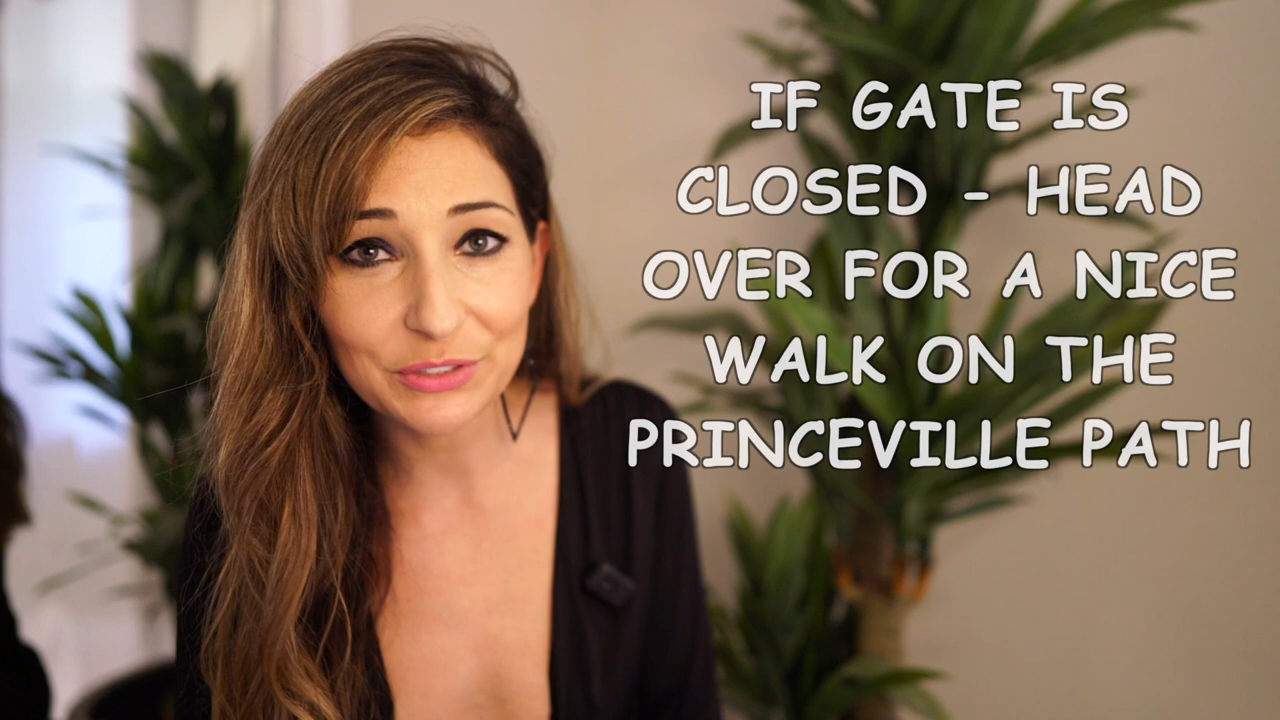 IF GATE IS
CLOSED - HEAD
OVER FOR A NICE
WALK ON THE
PRINCEVILLE PATH